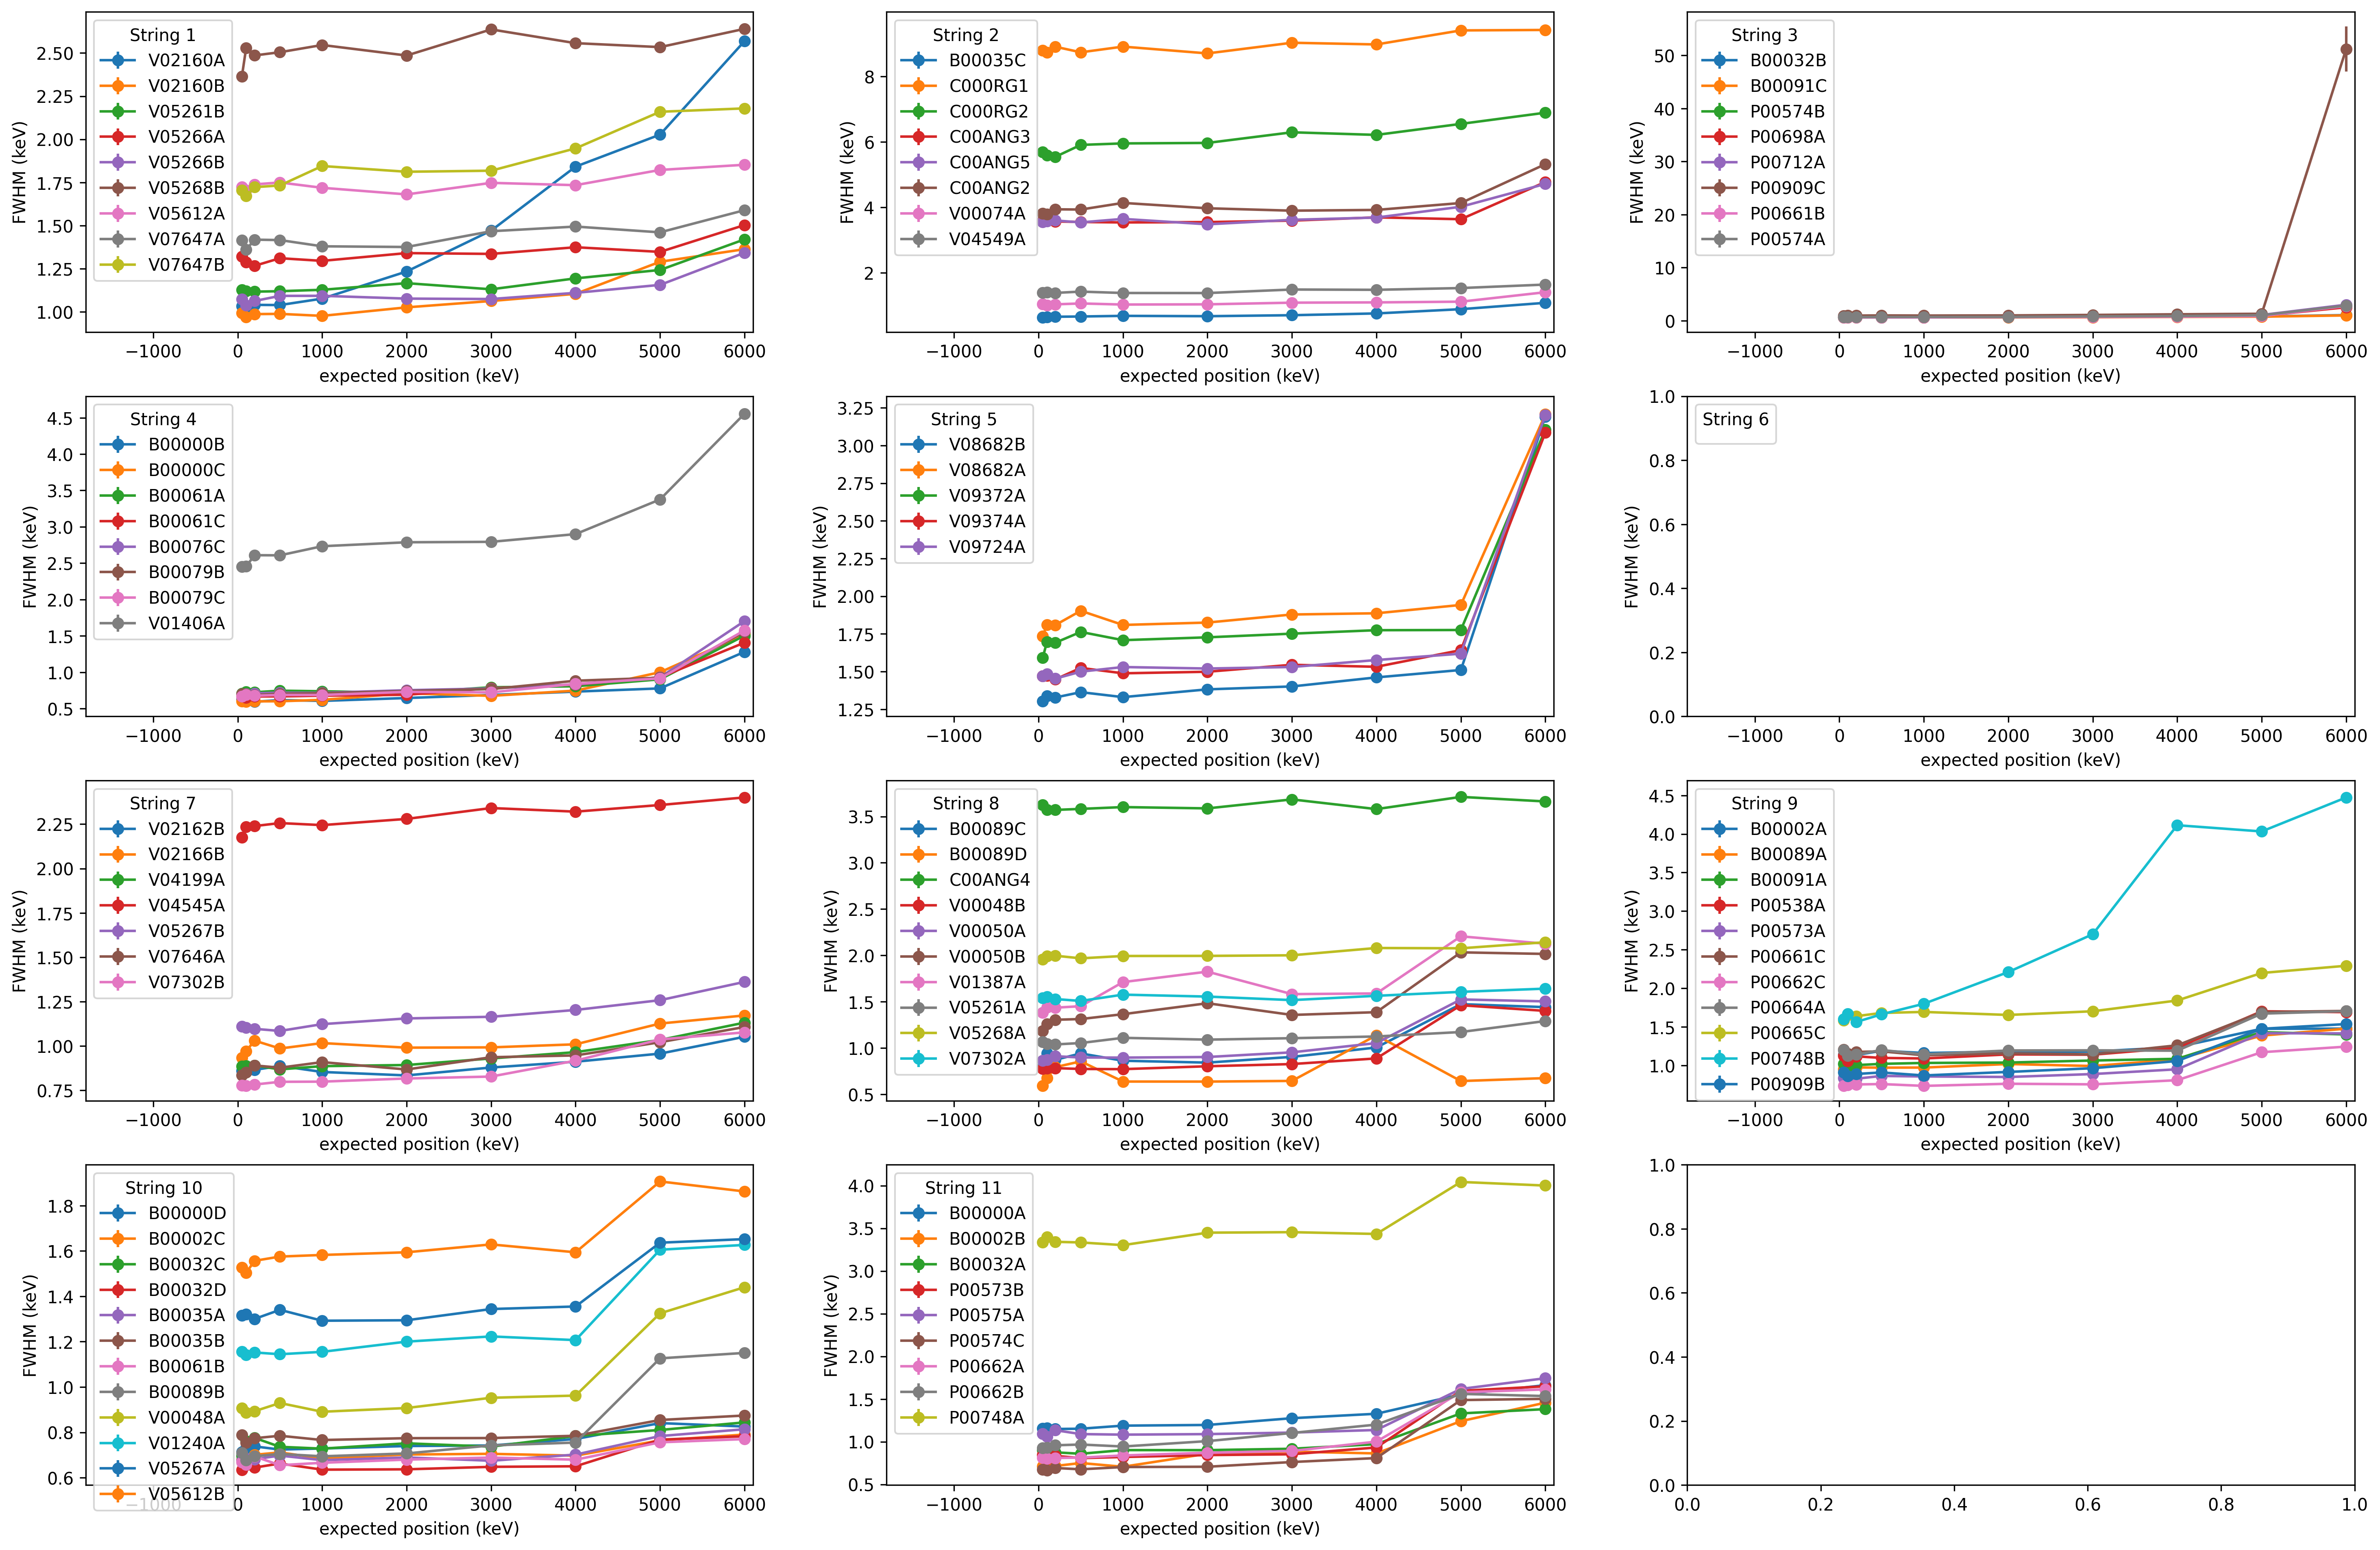 String 1
V02160A
V02160B
V05261B
V05266A
V05266B
V05268B
V05612A
V07647A
V07647B
2.50
2.25
2.00
1.75
1.50
1.25
1.00
FWHM (keV)
−1000 0 1000 2000 3000 4000 5000 6000
expected position (keV)
String 2
B00035C
C000RG1
C000RG2
C00ANG3
C00ANG5
C00ANG2
V00074A
V04549A
8
6
4
2
FWHM (keV)
−1000 0 1000 2000 3000 4000 5000 6000
expected position (keV)
String 3
B00032B
B00091C
P00574B
P00698A
P00712A
P00909C
P00661B
P00574A
50
40
30
20
10
0
FWHM (keV)
−1000 0 1000 2000 3000 4000 5000 6000
expected position (keV)
String 4
B00000B
B00000C
B00061A
B00061C
B00076C
B00079B
B00079C
V01406A
4.5
4.0
3.5
3.0
2.5
2.0
1.5
1.0
0.5
FWHM (keV)
−1000 0 1000 2000 3000 4000 5000 6000
expected position (keV)
String 5
V08682B
V08682A
V09372A
V09374A
V09724A
3.25
3.00
2.75
2.50
2.25
2.00
1.75
1.50
1.25
FWHM (keV)
−1000 0 1000 2000 3000 4000 5000 6000
expected position (keV)
String 6
1.0
0.8
0.6
0.4
0.2
0.0
FWHM (keV)
−1000 0 1000 2000 3000 4000 5000 6000
expected position (keV)
String 7
V02162B
V02166B
V04199A
V04545A
V05267B
V07646A
V07302B
2.25
2.00
1.75
1.50
1.25
1.00
0.75
FWHM (keV)
−1000 0 1000 2000 3000 4000 5000 6000
expected position (keV)
String 8
B00089C
B00089D
C00ANG4
V00048B
V00050A
V00050B
V01387A
V05261A
V05268A
V07302A
3.5
3.0
2.5
2.0
1.5
1.0
0.5
FWHM (keV)
−1000 0 1000 2000 3000 4000 5000 6000
expected position (keV)
String 9
B00002A
B00089A
B00091A
P00538A
P00573A
P00661C
P00662C
P00664A
P00665C
P00748B
P00909B
4.5
4.0
3.5
3.0
2.5
2.0
1.5
1.0
FWHM (keV)
−1000 0 1000 2000 3000 4000 5000 6000
expected position (keV)
String 10
B00000D
B00002C
B00032C
B00032D
B00035A
B00035B
B00061B
B00089B
V00048A
V01240A
V05267A
V05612B
1.8
1.6
1.4
1.2
1.0
0.8
0.6
FWHM (keV)
−1000 0 1000 2000 3000 4000 5000 6000
expected position (keV)
String 11
B00000A
B00002B
B00032A
P00573B
P00575A
P00574C
P00662A
P00662B
P00748A
4.0
3.5
3.0
2.5
2.0
1.5
1.0
0.5
FWHM (keV)
−1000 0 1000 2000 3000 4000 5000 6000
expected position (keV)
1.0
0.8
0.6
0.4
0.2
0.0
0.0 0.2 0.4 0.6 0.8 1.0